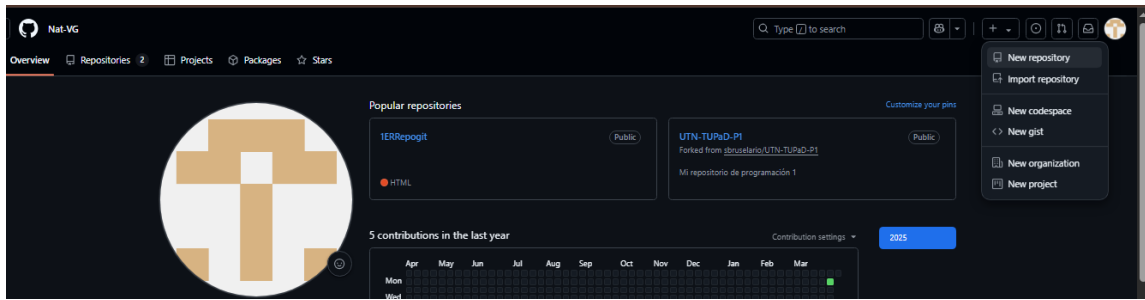 Nat-VG
Type / to search
Overview Repositories 2 Projects Packages Stars
New repository
Import repository
New codespace
New gist
New organization
New project
Popular repositories Customize your pins
1ERRepogit Public
HTML
UTN-TUPaD-P1 Public
Forked from sbruselario/UTN-TUPaD-P1
Mi repositorio de programación 1
5 contributions in the last year Contribution settings 2025
Apr May Jun Jul Aug Sep Oct Nov Dec Jan Feb Mar
Mon
Wed